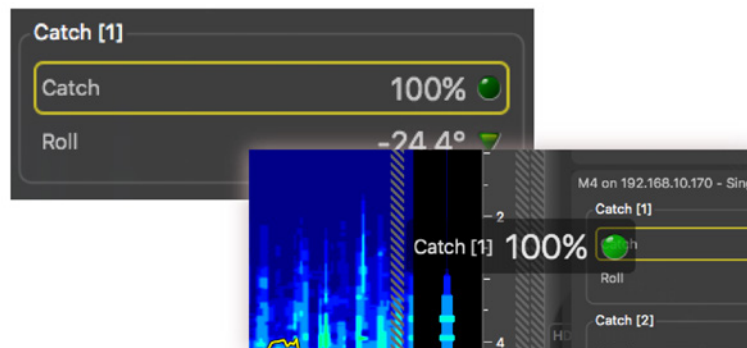 Catch [1]
Catch 100%
Roll -24.4°
M4 on 192.168.10.170 - Sing
Catch [1]
2
Catch [1] 100%
Roll
Catch [2]
4
HD